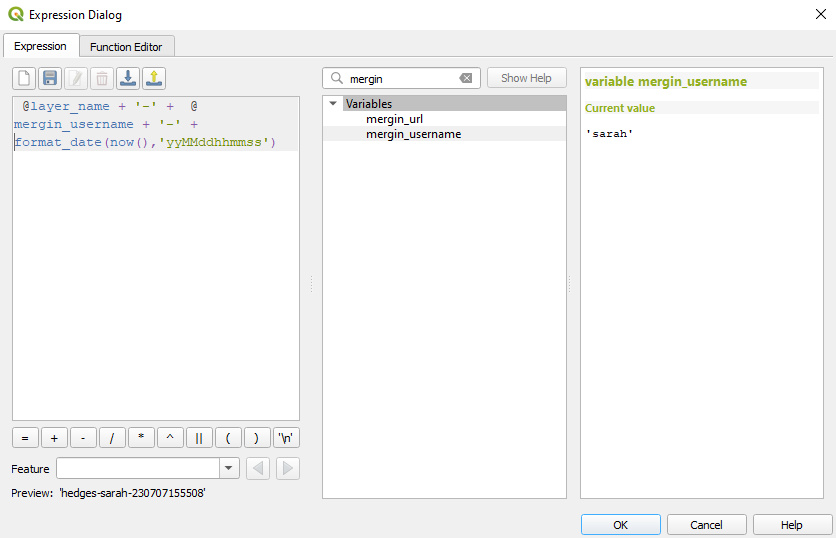 Expression Dialog
Expression
Function Editor
mergin
Show Help
@layer_name + '-' + @
mergin_username + '-' +
format_date(now(),'yyMMddhhmmss')
Variables
mergin_url
mergin_username
variable mergin_username
Current value
'sarah'
= + - / * ^ || ( ) '\n'
Feature
Preview: 'hedges-sarah-230707155508'
OK
Cancel
Help